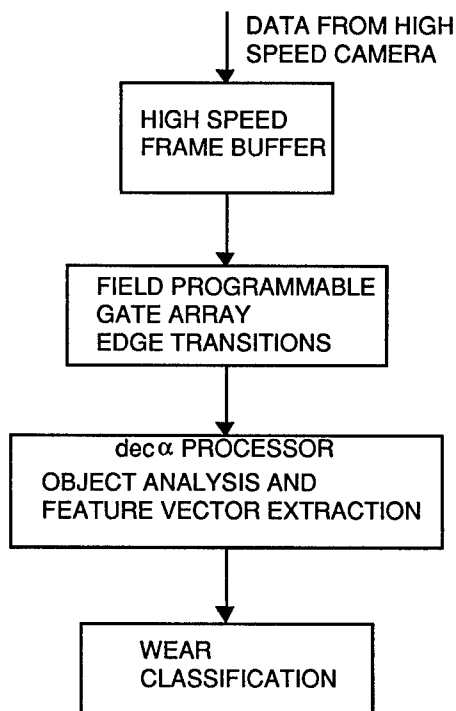 DATA FROM HIGH
SPEED CAMERA
HIGH SPEED
FRAME BUFFER
FIELD PROGRAMMABLE
GATE ARRAY
EDGE TRANSITIONS
dec α PROCESSOR
OBJECT ANALYSIS AND
FEATURE VECTOR EXTRACTION
WEAR
CLASSIFICATION